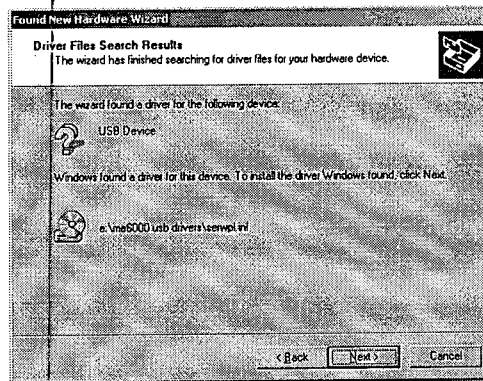 Found New Hardware Wizard
Driver Files Search Results
The wizard has finished searching for driver files for your hardware device.
The wizard found a driver for the following device:
USB Device
Windows found a driver for this device. To install the driver Windows found, click Next.
e:\me6000 usb drivers\serwpl.inf
< Back
Next >
Cancel